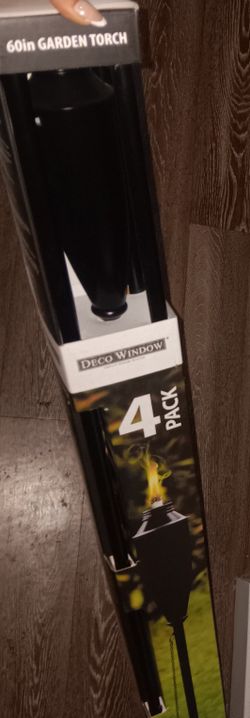 60in GARDEN TORCH
DECO WINDOW
4
PACK